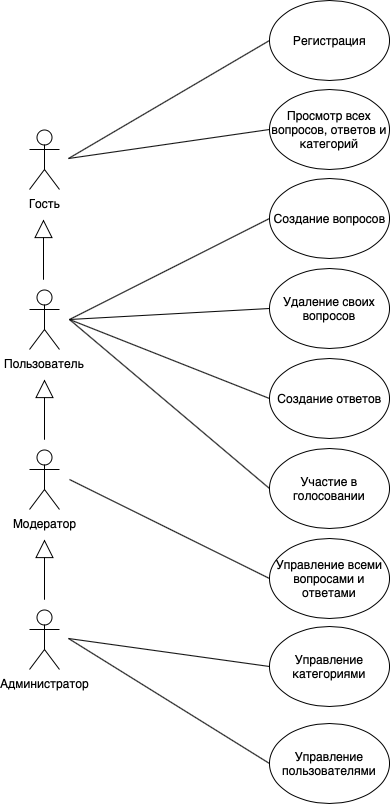 Регистрация
Просмотр всех
вопросов, ответов и
категорий
Гость
Создание вопросов
Удаление своих
вопросов
Пользователь
Создание ответов
Участие в
голосовании
Модератор
Управление всеми
вопросами и
ответами
Управление
категориями
Администратор
Управление
пользователями